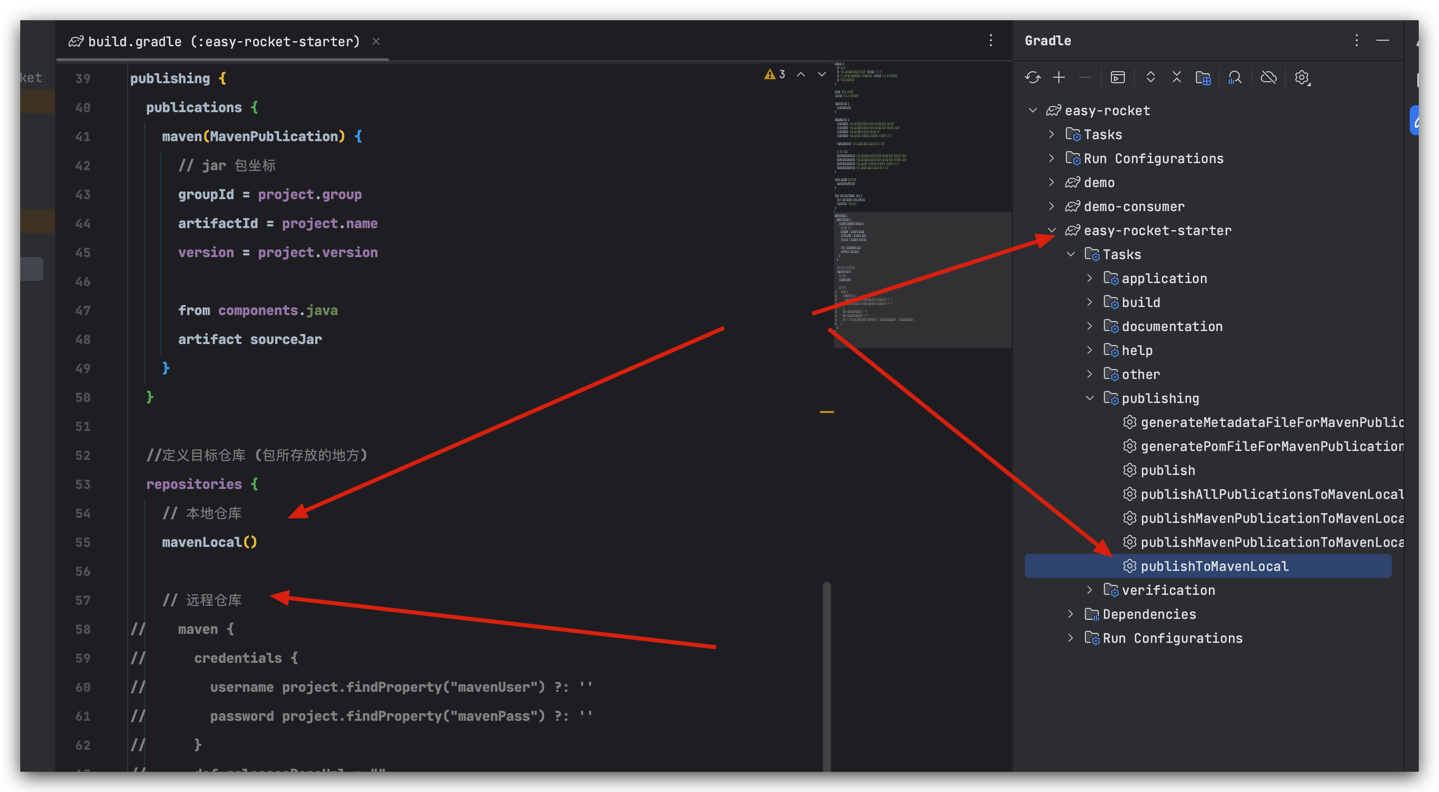 build.gradle (:easy-rocket-starter)
ket
3
39 publishing {
40 publications {
41 maven(MavenPublication) {
42 // jar 包坐标
43 groupId = project.group
44 artifactId = project.name
45 version = project.version
46
47 from components.java
48 artifact sourceJar
49 }
50 }
51
52 //定义目标仓库 (包所存放的地方)
53 repositories {
54 // 本地仓库
55 mavenLocal()
56
57 // 远程仓库
58 // maven {
59 // credentials {
60 // username project.findProperty("mavenUser") ?: ''
61 // password project.findProperty("mavenPass") ?: ''
62 // }
Gradle
easy-rocket
Tasks
Run Configurations
demo
demo-consumer
easy-rocket-starter
Tasks
application
build
documentation
help
other
publishing
generateMetadataFileForMavenPublic
generatePomFileForMavenPublication
publish
publishAllPublicationsToMavenLocal
publishMavenPublicationToMavenLoca
publishMavenPublicationToMavenLoca
publishToMavenLocal
verification
Dependencies
Run Configurations